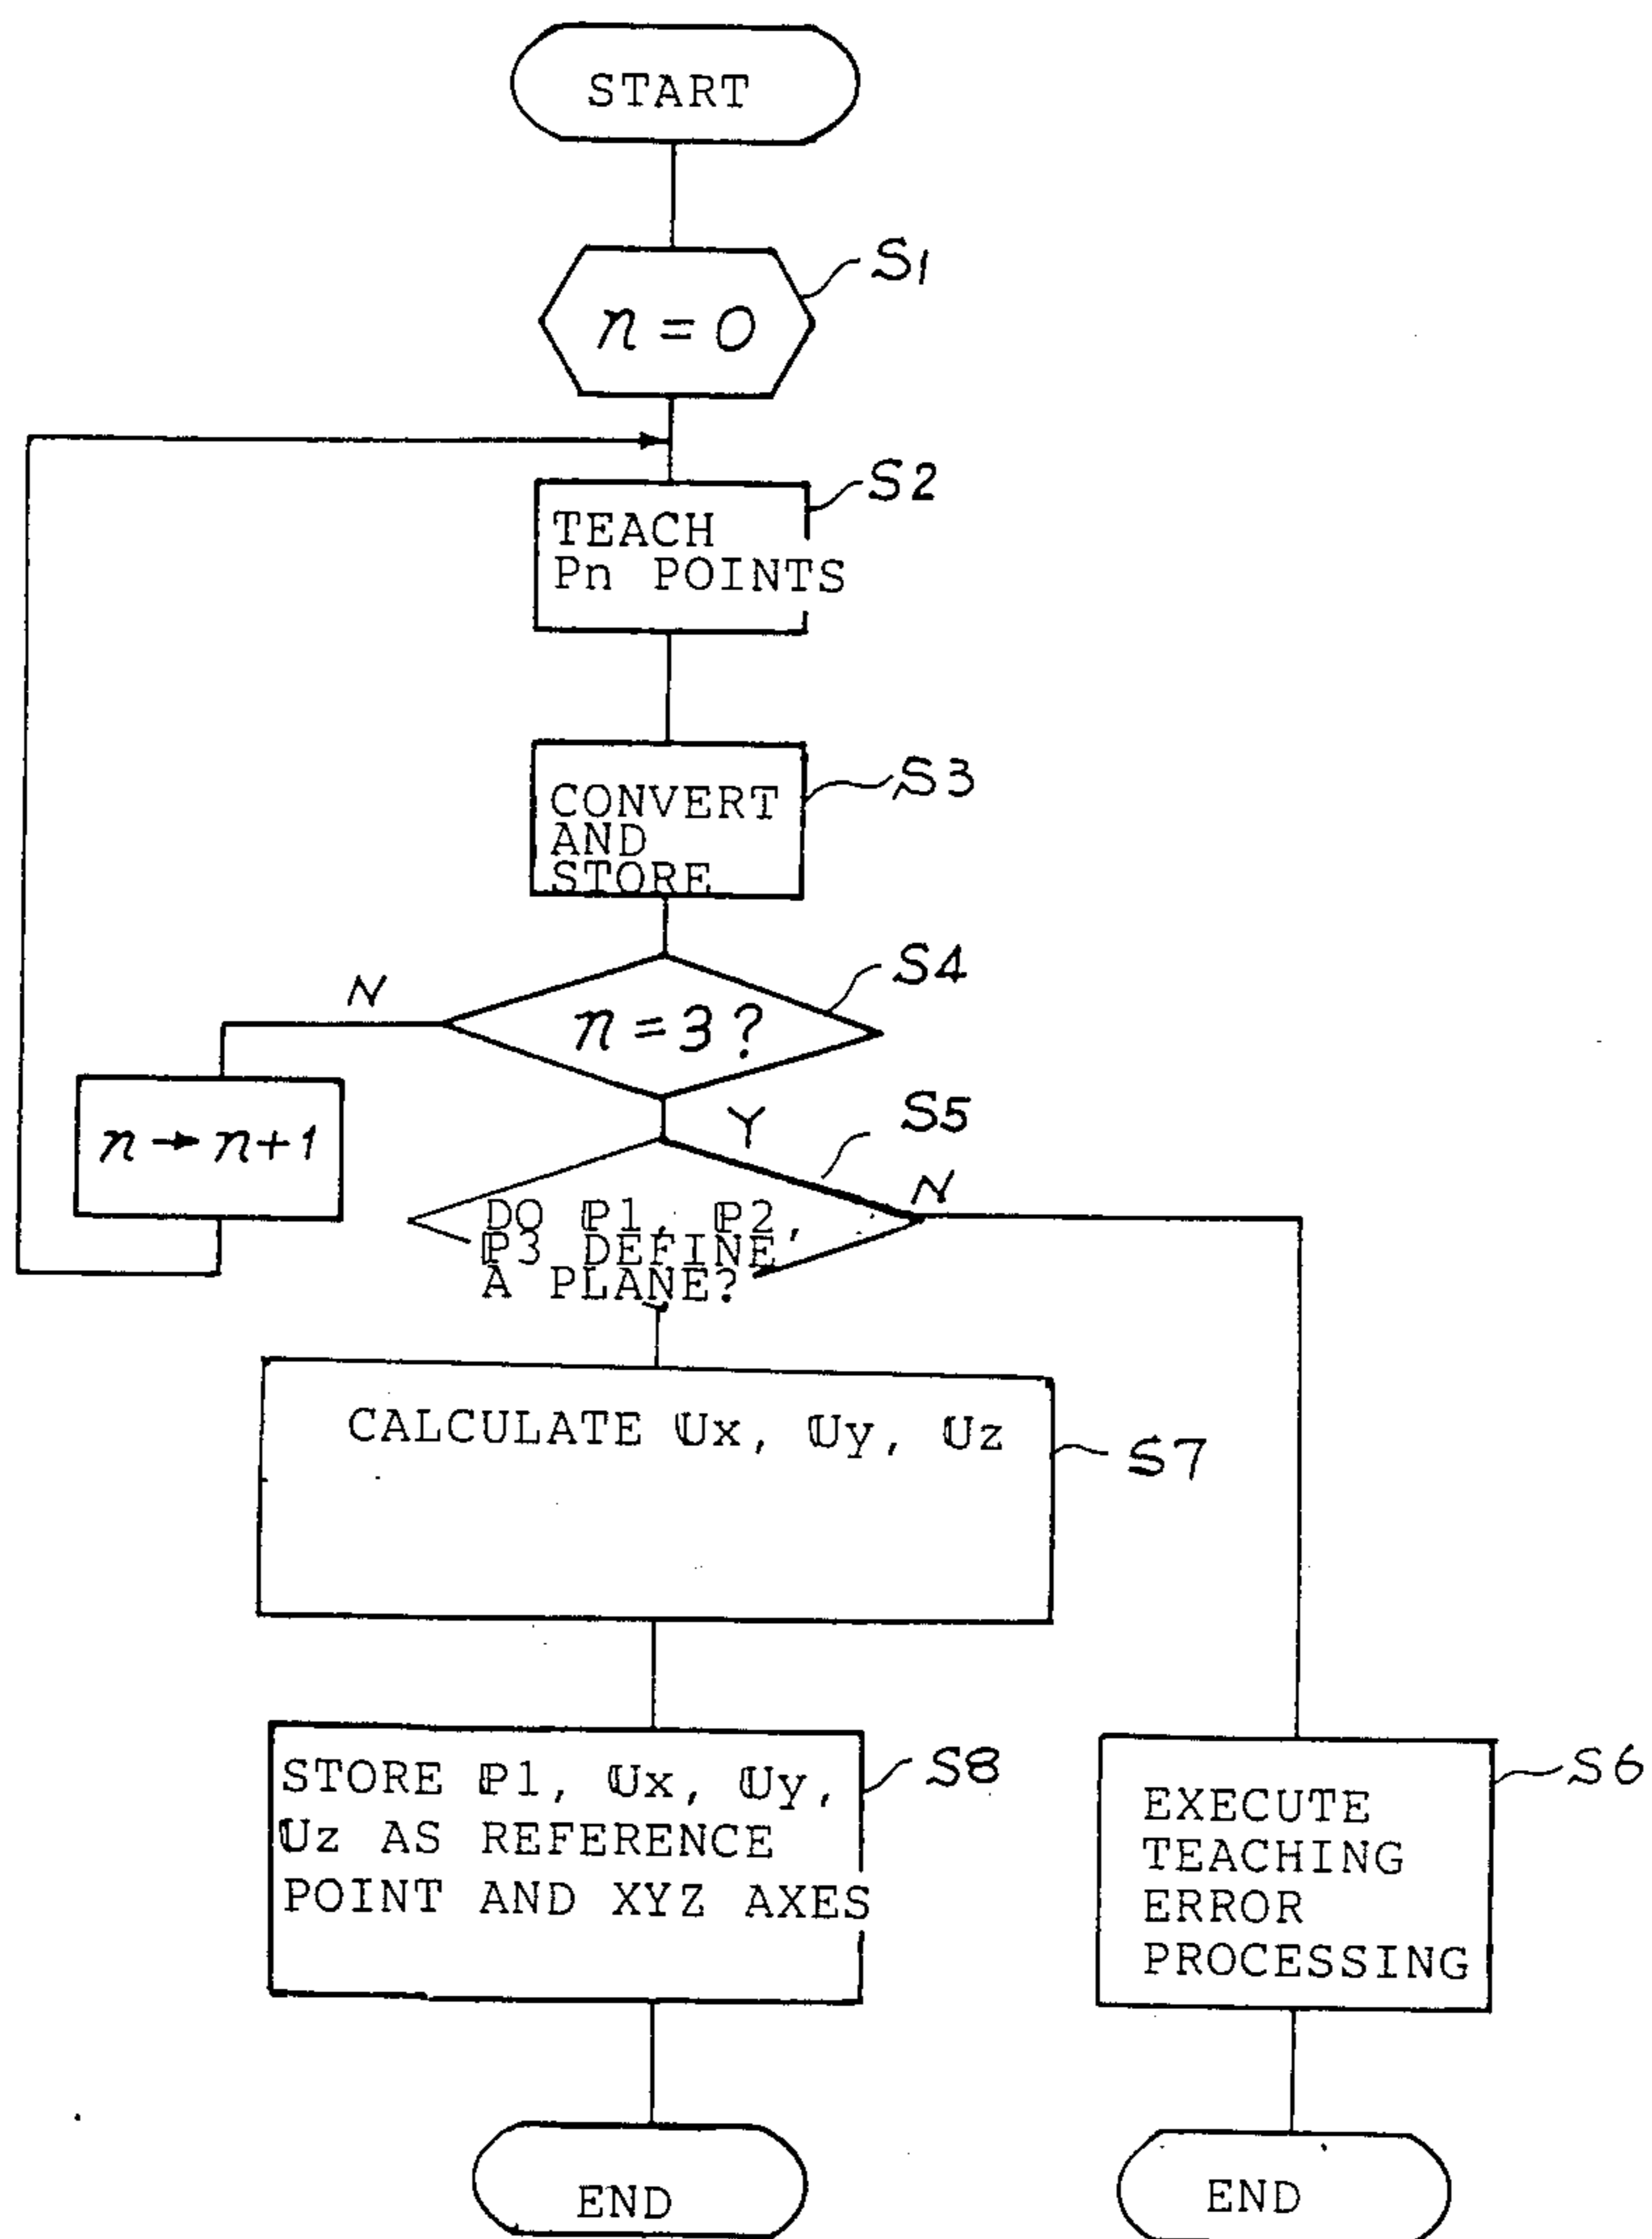 START
S1
n = 0
S2
TEACH
Pn POINTS
S3
CONVERT
AND
STORE
S4
N
n = 3 ?
Y
S5
n → n+1
N
DO ℙ1, ℙ2,
ℙ3 DEFINE
A PLANE?
CALCULATE 𝕌x, 𝕌y, 𝕌z
S7
STORE ℙ1, 𝕌x, 𝕌y,
𝕌z AS REFERENCE
POINT AND XYZ AXES
S8
S6
EXECUTE
TEACHING
ERROR
PROCESSING
END
END